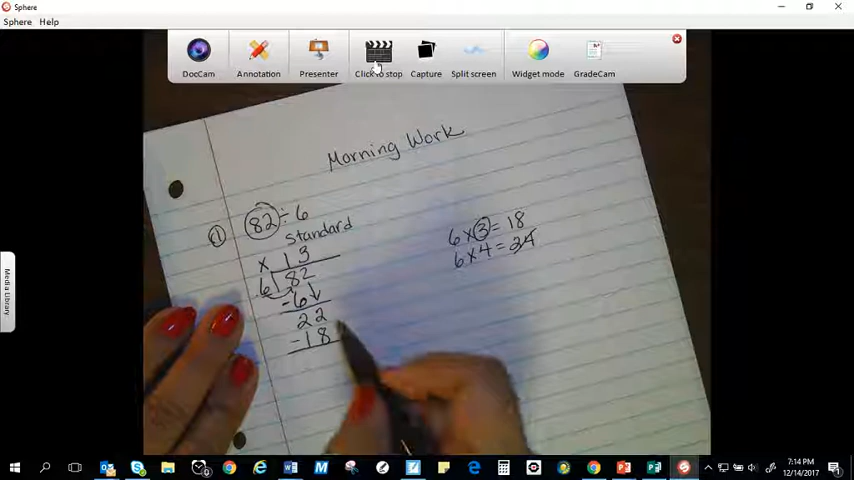 Sphere
Sphere Help
DocCam Annotation Presenter Click to stop Capture Split screen Widget mode GradeCam
Media Library
Morning Work
1 82 ÷ 6
Standard
x 13
6 82
-6↓
22
-18
6 x 3 = 18
6 x 4 = 24
7:14 PM
12/14/2017